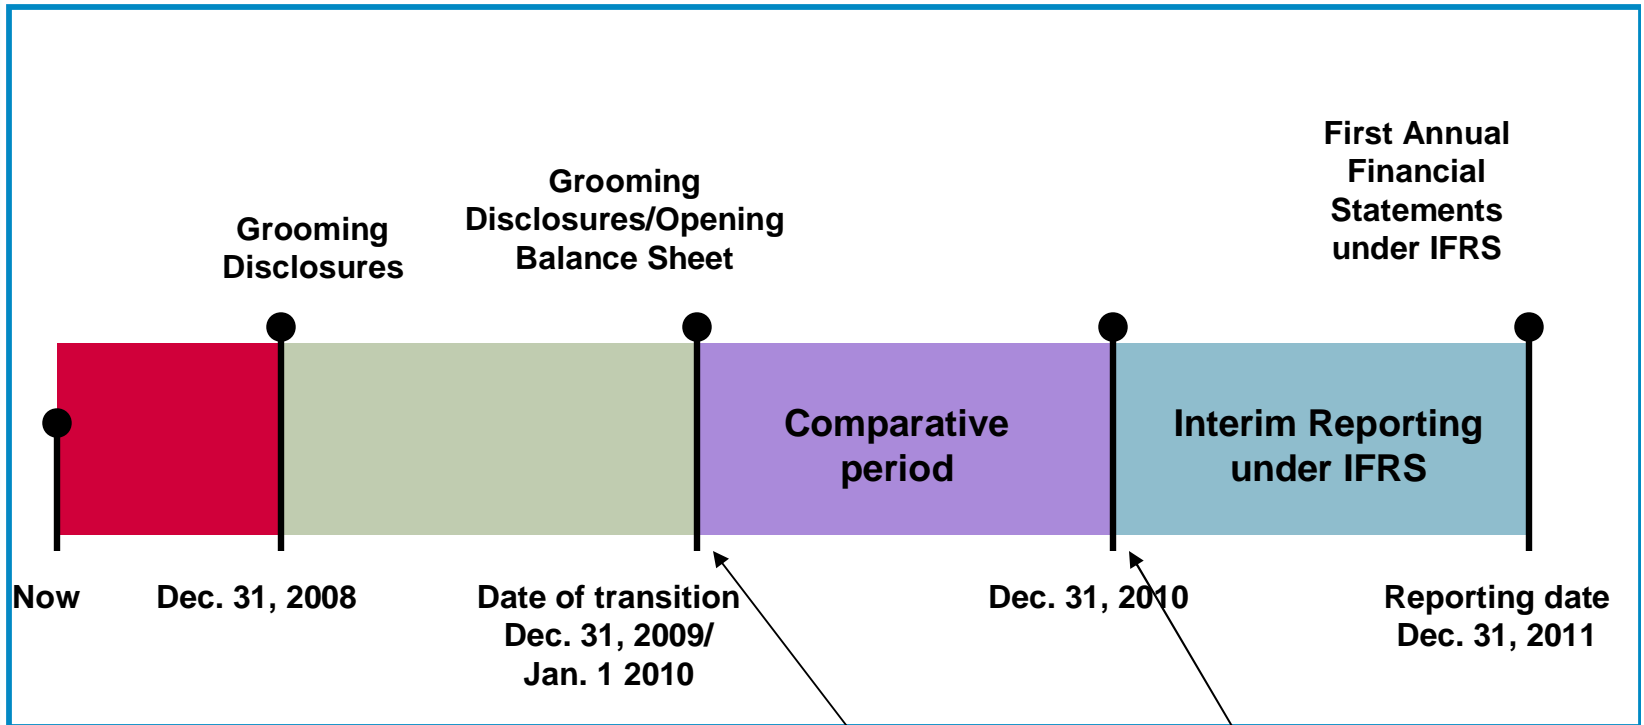 First Annual
Financial
Statements
under IFRS
Grooming
Disclosures/Opening
Balance Sheet
Grooming
Disclosures
Comparative
period
Interim Reporting
under IFRS
Now
Dec. 31, 2008
Date of transition
Dec. 31, 2009/
Jan. 1 2010
Dec. 31, 2010
Reporting date
Dec. 31, 2011